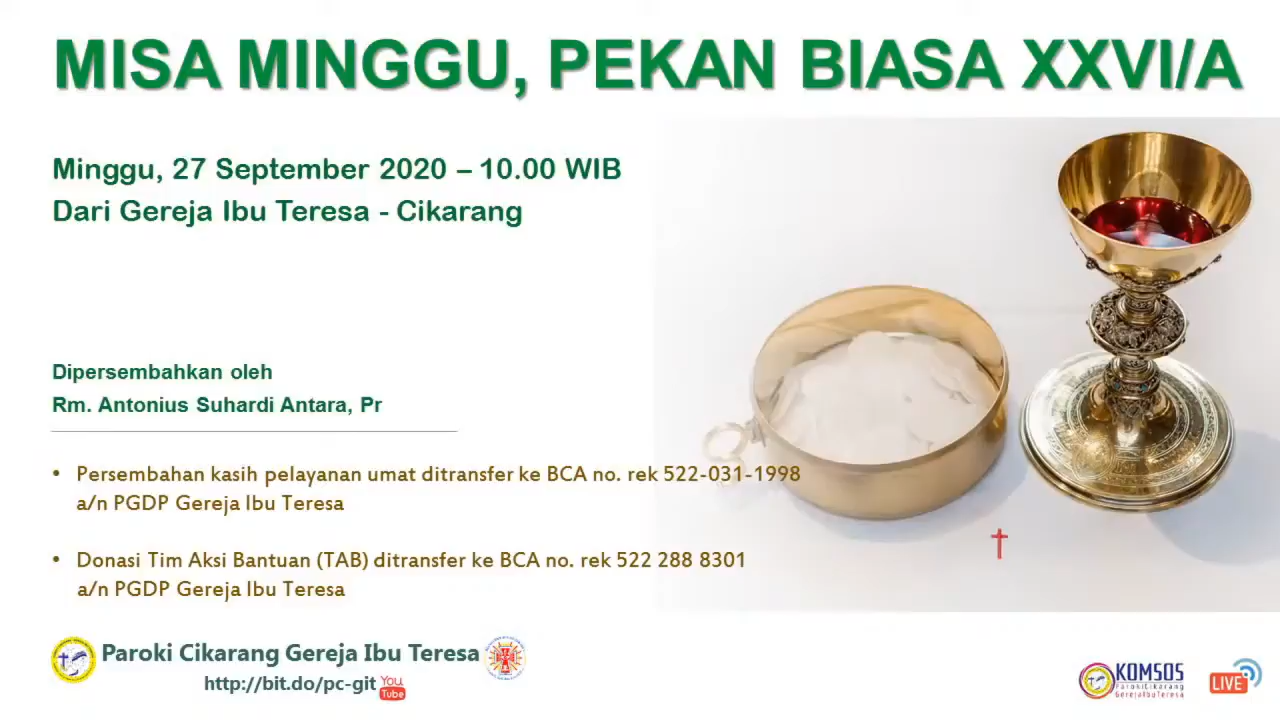 MISA MINGGU, PEKAN BIASA XXVI/A
Minggu, 27 September 2020 – 10.00 WIB
Dari Gereja Ibu Teresa - Cikarang
Dipersembahkan oleh
Rm. Antonius Suhardi Antara, Pr
• Persembahan kasih pelayanan umat ditransfer ke BCA no. rek 522-031-1998
a/n PGDP Gereja Ibu Teresa
• Donasi Tim Aksi Bantuan (TAB) ditransfer ke BCA no. rek 522 288 8301
a/n PGDP Gereja Ibu Teresa
Paroki Cikarang Gereja Ibu Teresa
http://bit.do/pc-git You Tube
KOMSOS
ParokiCikarang
GerejaIbuTeresa
LIVE